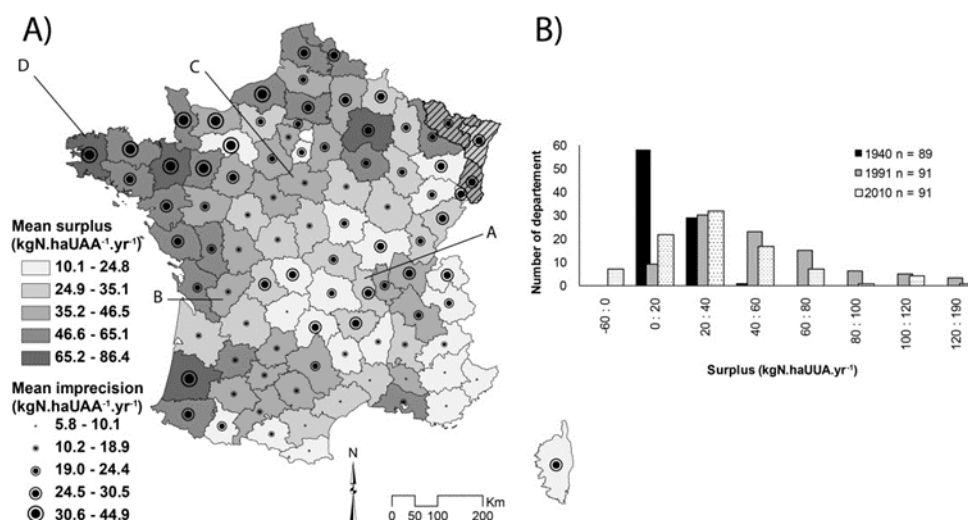 A)
B)
D
C
A
B
Mean surplus
(kgN.haUAA⁻¹.yr⁻¹)
10.1 - 24.8
24.9 - 35.1
35.2 - 46.5
46.6 - 65.1
65.2 - 86.4
Mean imprecision
(kgN.haUAA⁻¹.yr⁻¹)
5.8 - 10.1
10.2 - 18.9
19.0 - 24.4
24.5 - 30.5
30.6 - 44.9
N
Km
0 50 100 200
1940 n = 89
1991 n = 91
2010 n = 91
Number of departement
60
50
40
30
20
10
0
-60 : 0
0 : 20
20 : 40
40 : 60
60 : 80
80 : 100
100 : 120
120 : 190
Surplus (kgN.haUUA.yr⁻¹)